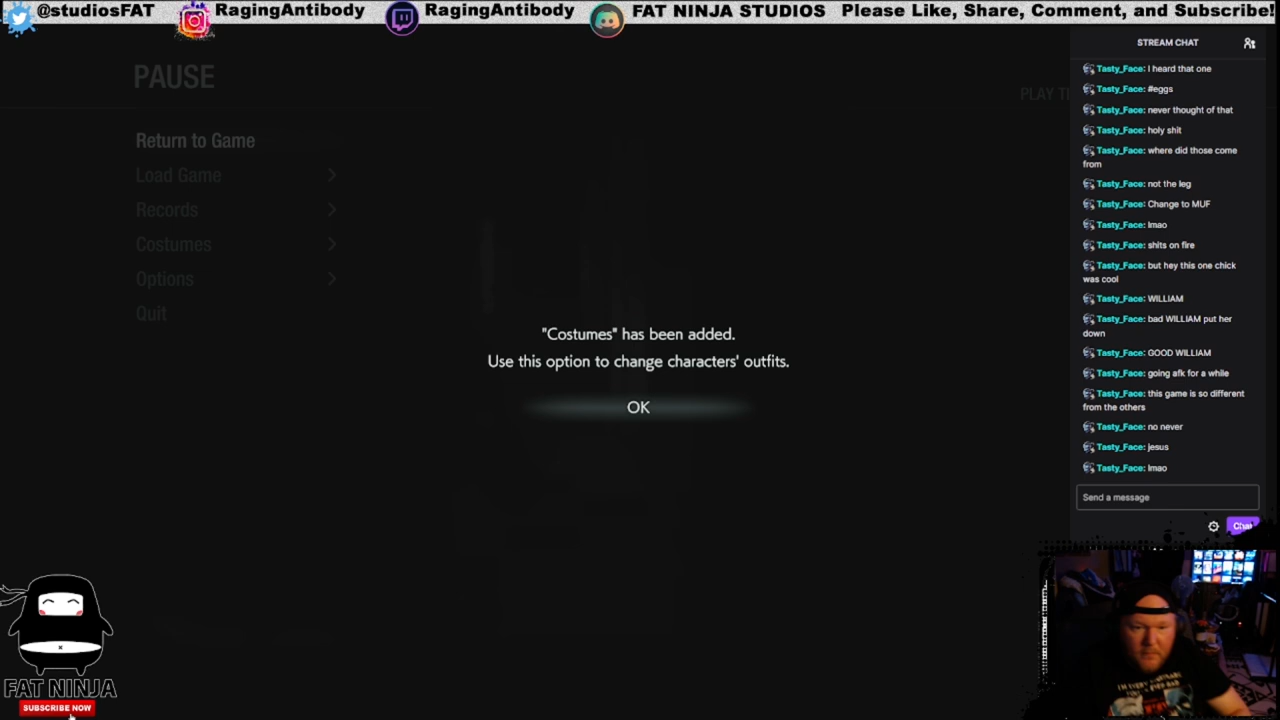 @studiosFAT
RagingAntibody
RagingAntibody
FAT NINJA STUDIOS
Please Like, Share, Comment, and Subscribe!
PAUSE
PLAY TI
Return to Game
Load Game
Records
Costumes
Options
Quit
"Costumes" has been added.
Use this option to change characters' outfits.
OK
STREAM CHAT
Tasty_Face: I heard that one
Tasty_Face: #eggs
Tasty_Face: never thought of that
Tasty_Face: holy shit
Tasty_Face: where did those come
from
Tasty_Face: not the leg
Tasty_Face: Change to MUF
Tasty_Face: lmao
Tasty_Face: shits on fire
Tasty_Face: but hey this one chick
was cool
Tasty_Face: WILLIAM
Tasty_Face: bad WILLIAM put her
down
Tasty_Face: GOOD WILLIAM
Tasty_Face: going afk for a while
Tasty_Face: this game is so different
from the others
Tasty_Face: no never
Tasty_Face: jesus
Tasty_Face: lmao
Send a message
Chat
FAT NINJA
SUBSCRIBE NOW